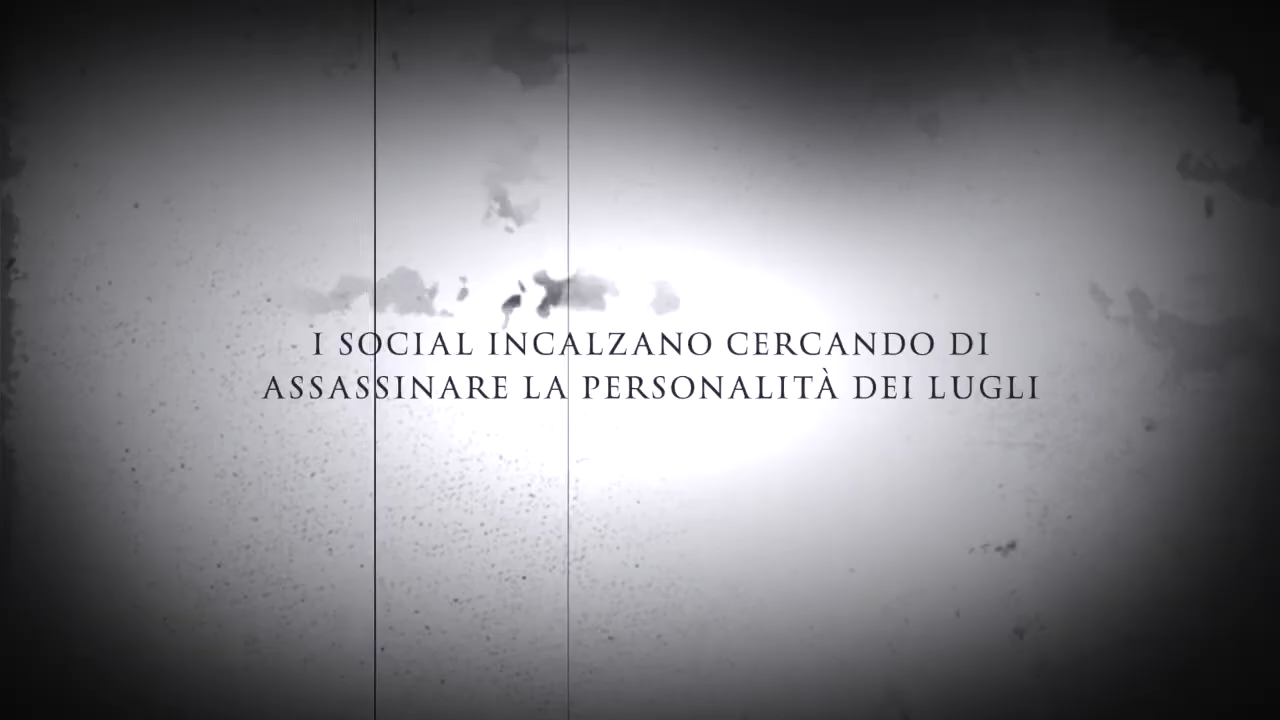 I SOCIAL INCALZANO CERCANDO DI
ASSASSINARE LA PERSONALITÀ DEI LUGLI